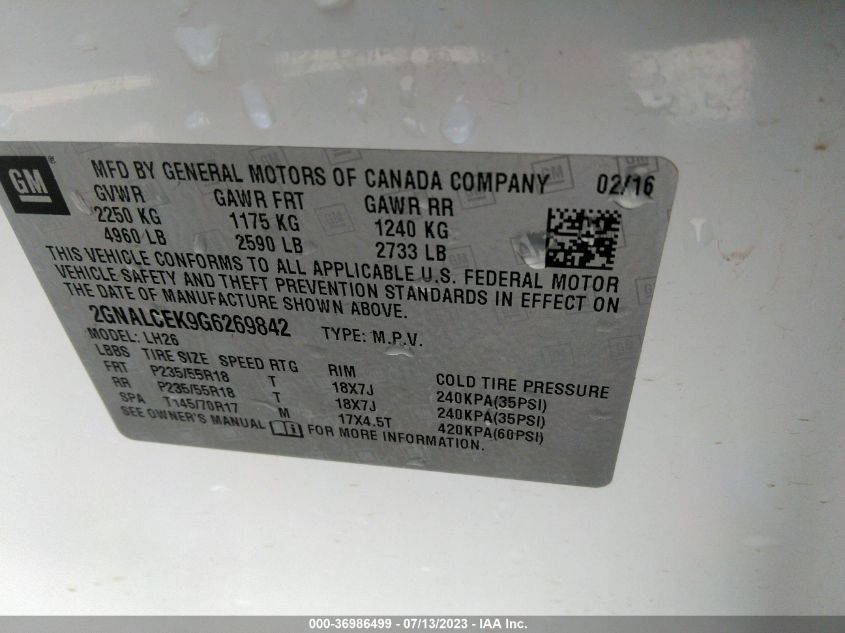 GM
MFD BY GENERAL MOTORS OF CANADA COMPANY 02/16
GVWR GAWR FRT GAWR RR
2250 KG 1175 KG 1240 KG
4960 LB 2590 LB 2733 LB
THIS VEHICLE CONFORMS TO ALL APPLICABLE U.S. FEDERAL MOTOR
VEHICLE SAFETY AND THEFT PREVENTION STANDARDS IN EFFECT ON
THE DATE OF MANUFACTURE SHOWN ABOVE.
2GNALCEK9G6269842 TYPE: M.P.V.
MODEL: LH26
LBBS TIRE SIZE SPEED RTG RIM COLD TIRE PRESSURE
FRT P235/55R18 T 18X7J 240KPA(35PSI)
RR P235/55R18 T 18X7J 240KPA(35PSI)
SPA T145/70R17 M 17X4.5T 420KPA(60PSI)
SEE OWNER'S MANUAL FOR MORE INFORMATION.
000-36986499 - 07/13/2023 - IAA Inc.